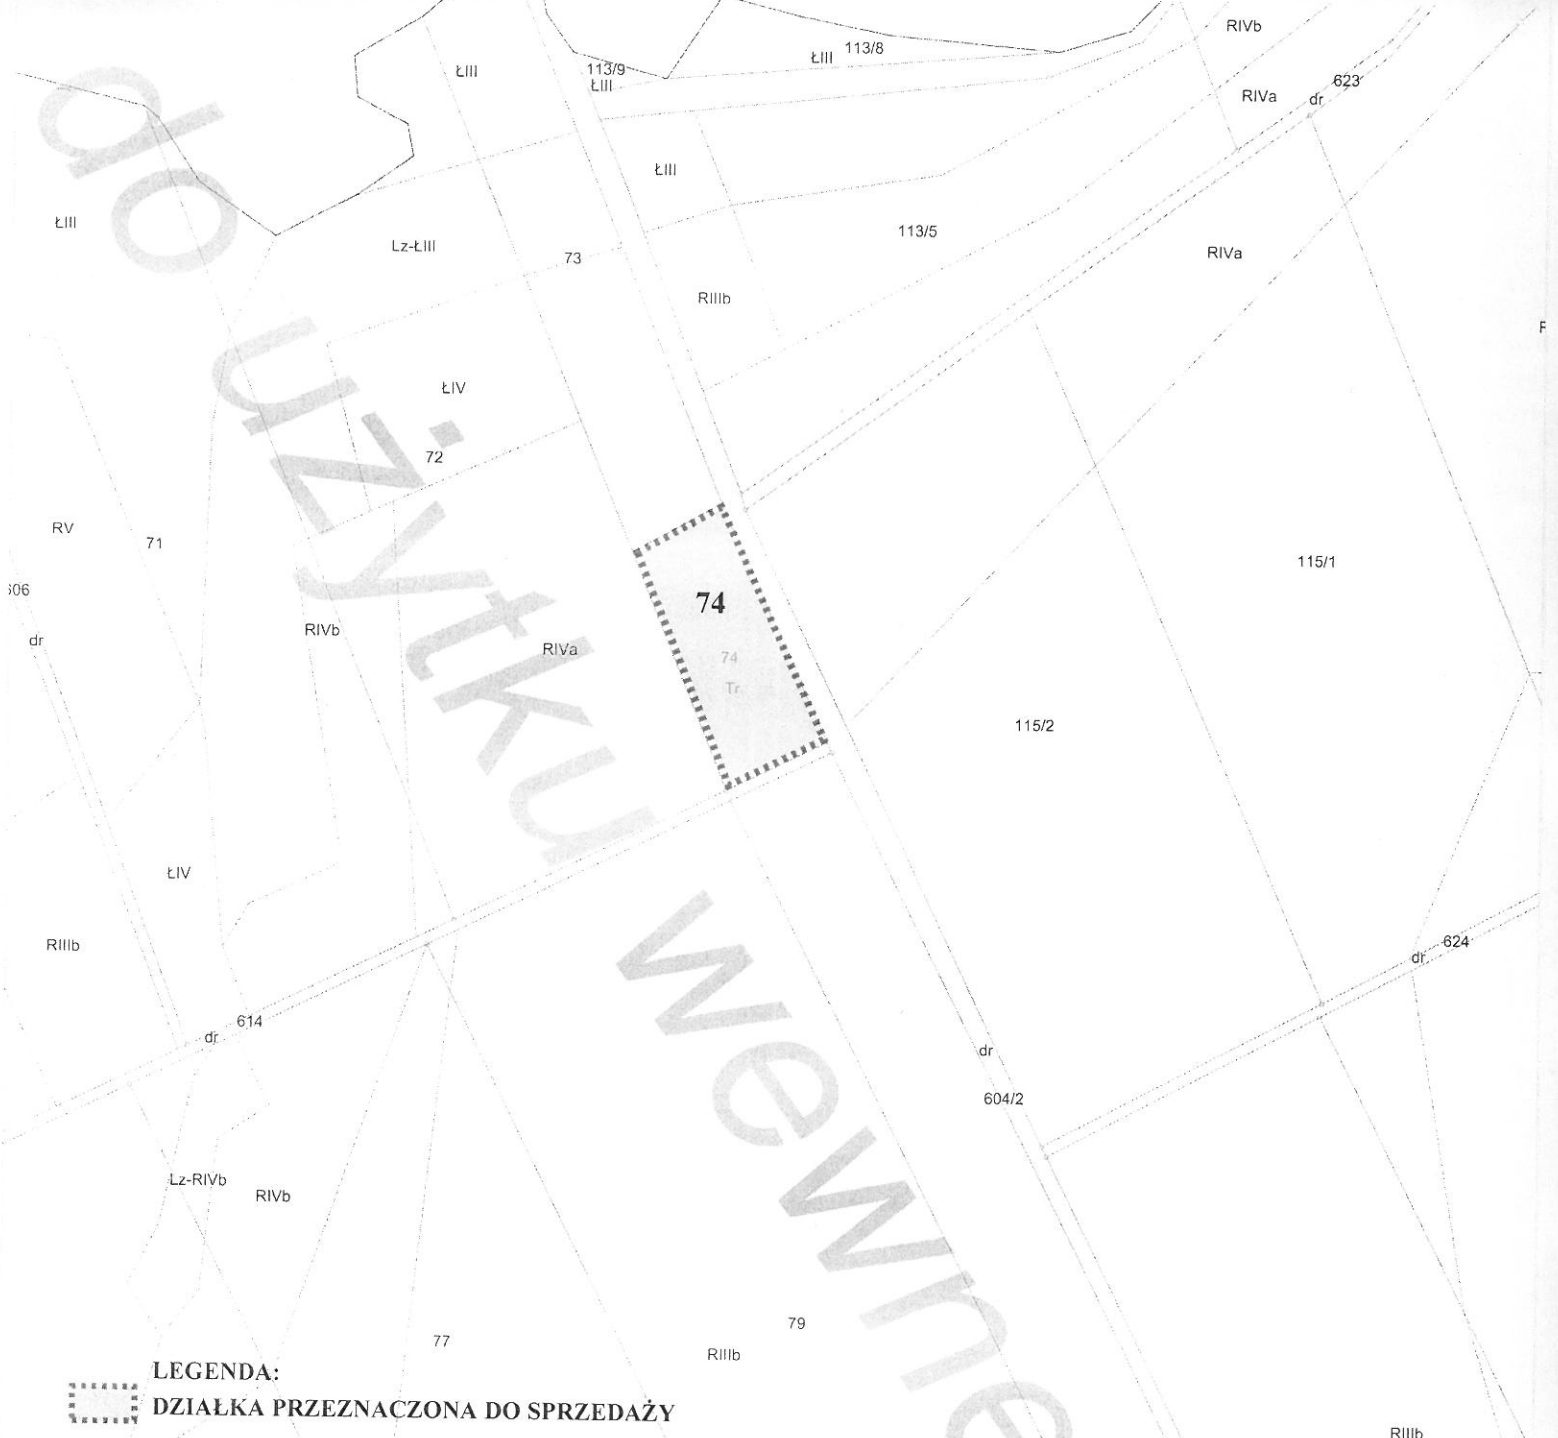 RIVb
113/8
ŁIII
ŁIII
113/9
ŁIII
623
RIVa
dr
do użytku wewnę
ŁIII
ŁIII
113/5
Lz-ŁIII
73
RIVa
RIIIb
ŁIV
72
RV
71
115/1
74
606
dr
RIVb
RIVa
74
Tr
115/2
ŁIV
RIIIb
624
dr
614
dr
dr
604/2
Lz-RIVb
RIVb
79
77
RIIIb
LEGENDA:
DZIAŁKA PRZEZNACZONA DO SPRZEDAŻY
RIIIb